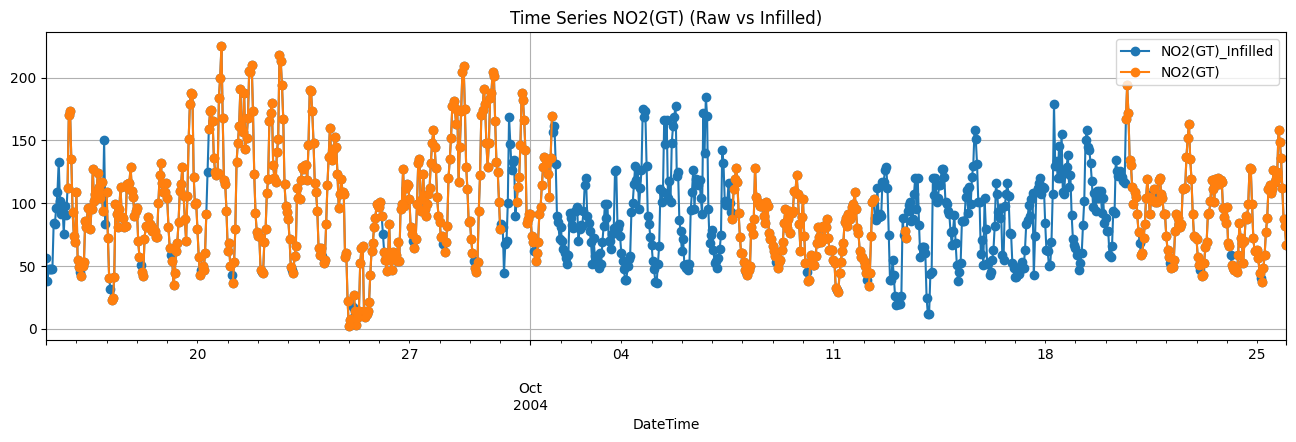 Time Series NO2(GT) (Raw vs Infilled)
NO2(GT)_Infilled
NO2(GT)
200
150
100
50
0
20
27
04
11
18
25
Oct
2004
DateTime